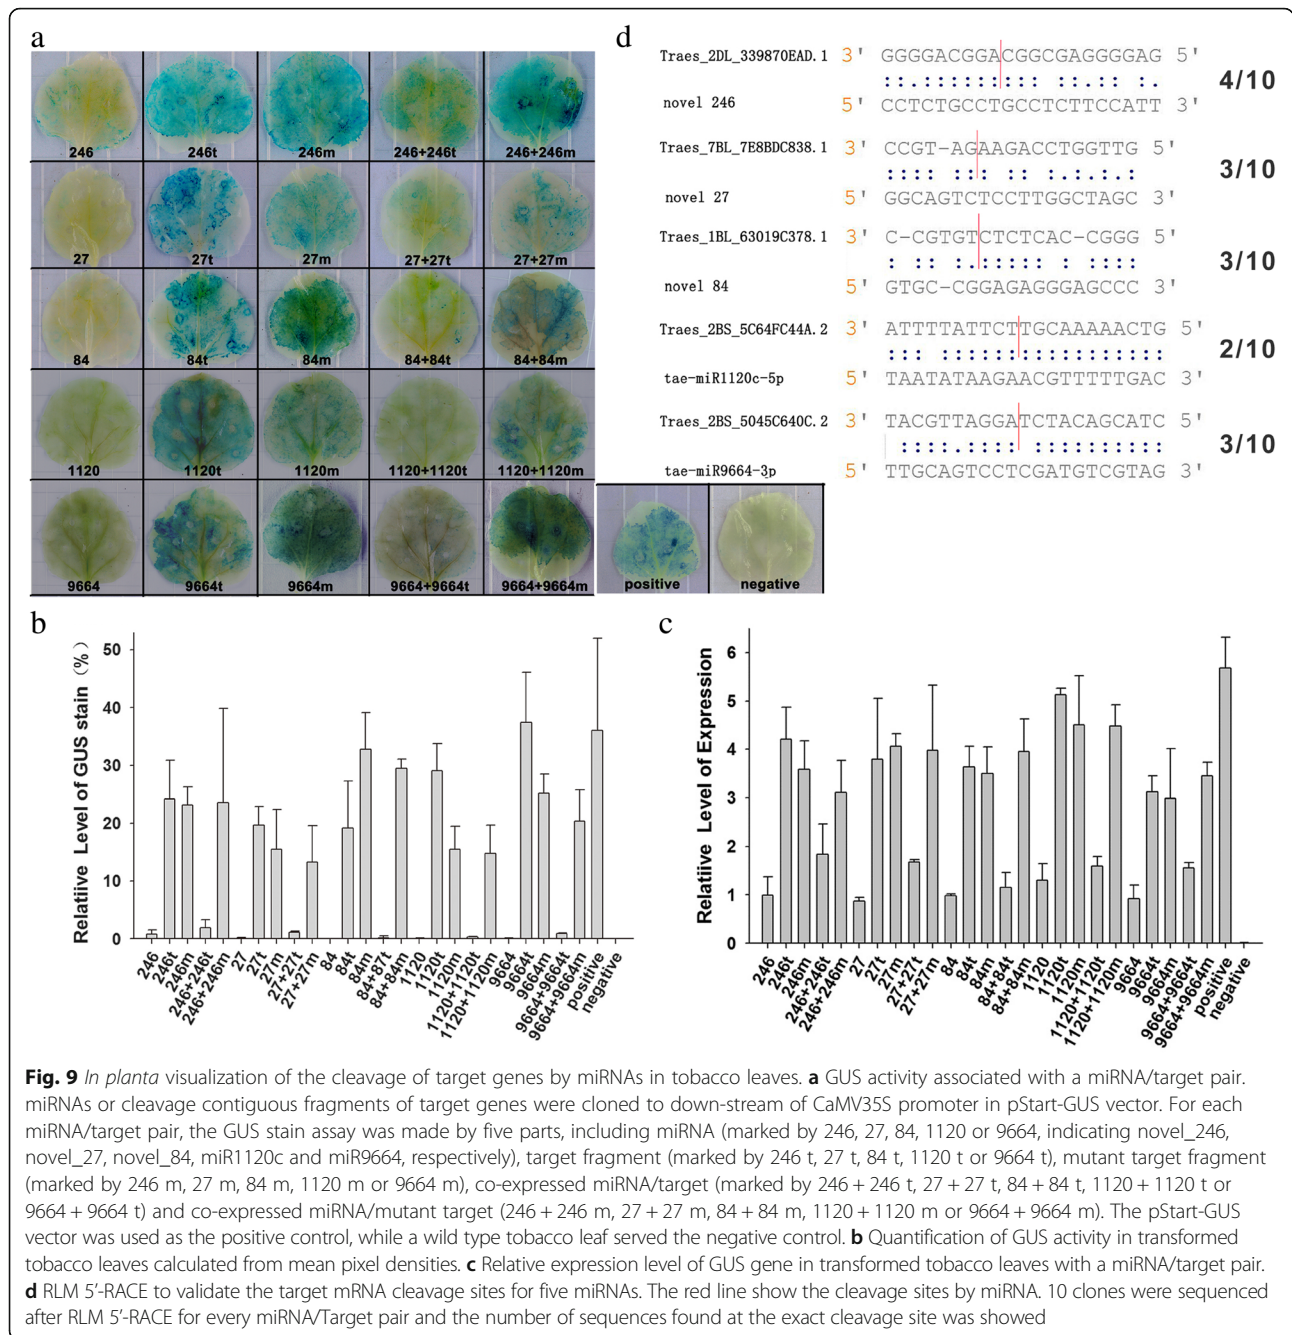 a
246 246t 246m 246+246t 246+246m
27 27t 27m 27+27t 27+27m
84 84t 84m 84+84t 84+84m
1120 1120t 1120m 1120+1120t 1120+1120m
9664 9664t 9664m 9664+9664t 9664+9664m
positive negative
d
Traes_2DL_339870EAD.1 3' GGGGACGGACGGCGAGGGGAG 5'
novel 246 5' CCTCTGCCTGCCTCTTCCATT 3'
4/10
Traes_7BL_7E8BDC838.1 3' CCGT-AGAAGACCTGGTTG 5'
novel 27 5' GGCAGTCTCCTTGGCTAGC 3'
3/10
Traes_1BL_63019C378.1 3' C-CGTGTCTCTCAC-CGGG 5'
novel 84 5' GTGCC-CGGAGAGGGAGCCC 3'
3/10
Traes_2BS_5C64FC44A.2 3' ATTTTATTCTTGCAAAAACTG 5'
tae-miR1120c-5p 5' TAATATAAGAACGTTTTTGAC 3'
2/10
Traes_2BS_5045C640C.2 3' TACGTTAGGATCTACAGCATC 5'
tae-miR9664-3p 5' TTGCAGTCCTCGATGTCGTAG 3'
3/10
b
Relatiive Level of GUS stain (%)
50
40
30
20
10
0
246 246t 246m 246+246t 246+246m 27 27t 27m 27+27t 27+27m 84 84t 84m 84+87t 84+84m 1120 1120t 1120m 1120+1120t 1120+1120m 9664 9664t 9664m 9664+9664t 9664+9664m positive negative
c
Relatiive Level of Expression
6
5
4
3
2
1
0
246 246t 246m 246+246t 246+246m 27 27t 27m 27+27t 27+27m 84 84t 84m 84+84t 84+84m 1120 1120t 1120m 1120+1120t 1120+1120m 9664 9664t 9664m 9664+9664t 9664+9664m positive negative
Fig. 9 In planta visualization of the cleavage of target genes by miRNAs in tobacco leaves. a GUS activity associated with a miRNA/target pair.
miRNAs or cleavage contiguous fragments of target genes were cloned to down-stream of CaMV35S promoter in pStart-GUS vector. For each
miRNA/target pair, the GUS stain assay was made by five parts, including miRNA (marked by 246, 27, 84, 1120 or 9664, indicating novel_246,
novel_27, novel_84, miR1120c and miR9664, respectively), target fragment (marked by 246 t, 27 t, 84 t, 1120 t or 9664 t), mutant target fragment
(marked by 246 m, 27 m, 84 m, 1120 m or 9664 m), co-expressed miRNA/target (marked by 246 + 246 t, 27 + 27 t, 84 + 84 t, 1120 + 1120 t or
9664 + 9664 t) and co-expressed miRNA/mutant target (246 + 246 m, 27 + 27 m, 84 + 84 m, 1120 + 1120 m or 9664 + 9664 m). The pStart-GUS
vector was used as the positive control, while a wild type tobacco leaf served the negative control. b Quantification of GUS activity in transformed
tobacco leaves calculated from mean pixel densities. c Relative expression level of GUS gene in transformed tobacco leaves with a miRNA/target pair.
d RLM 5′-RACE to validate the target mRNA cleavage sites for five miRNAs. The red line show the cleavage sites by miRNA. 10 clones were sequenced
after RLM 5′-RACE for every miRNA/Target pair and the number of sequences found at the exact cleavage site was showed